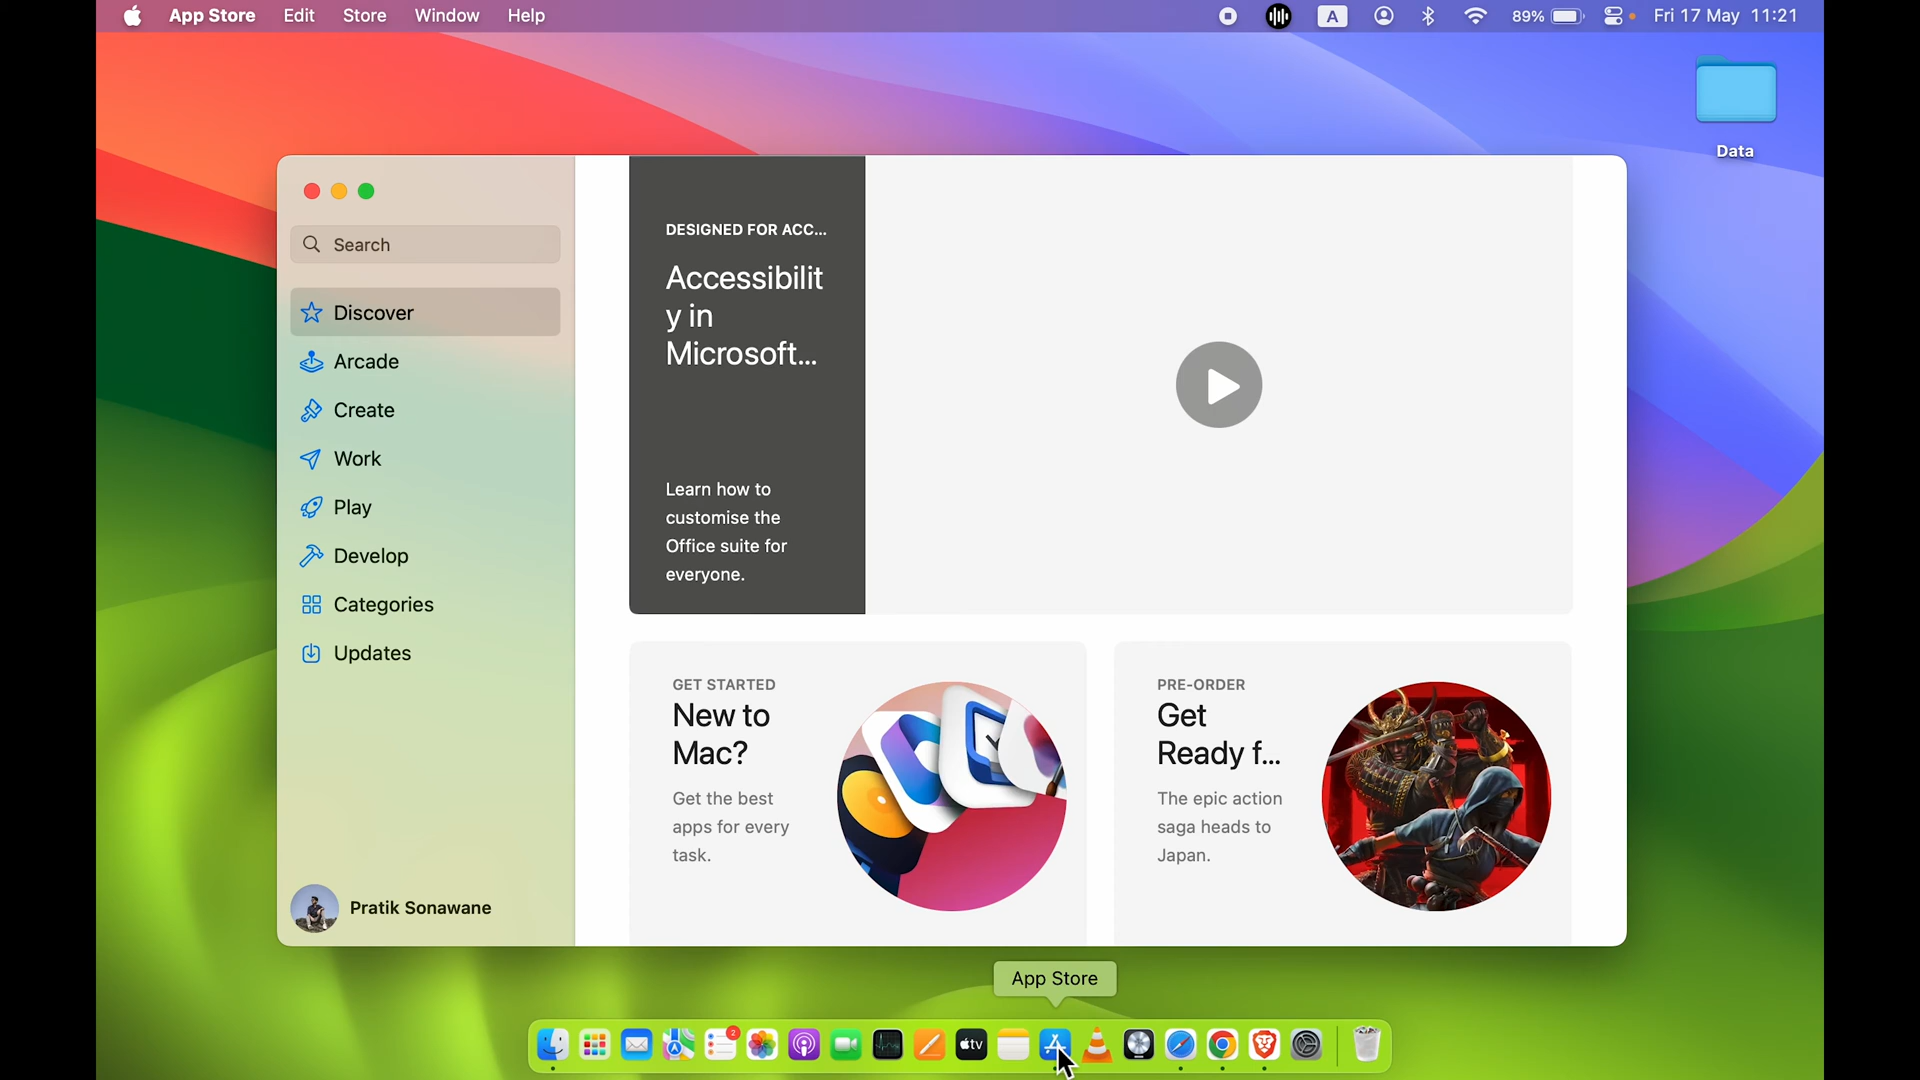 App Store Edit Store Window Help A 89% Fri 17 May 11:21
Data
Search
Discover
Arcade
Create
Work
Play
Develop
Categories
Updates
Pratik Sonawane
DESIGNED FOR ACC...
Accessibilit
y in
Microsoft...
Learn how to
customise the
Office suite for
everyone.
GET STARTED
New to
Mac?
Get the best
apps for every
task.
PRE-ORDER
Get
Ready f...
The epic action
saga heads to
Japan.
App Store
2
tv